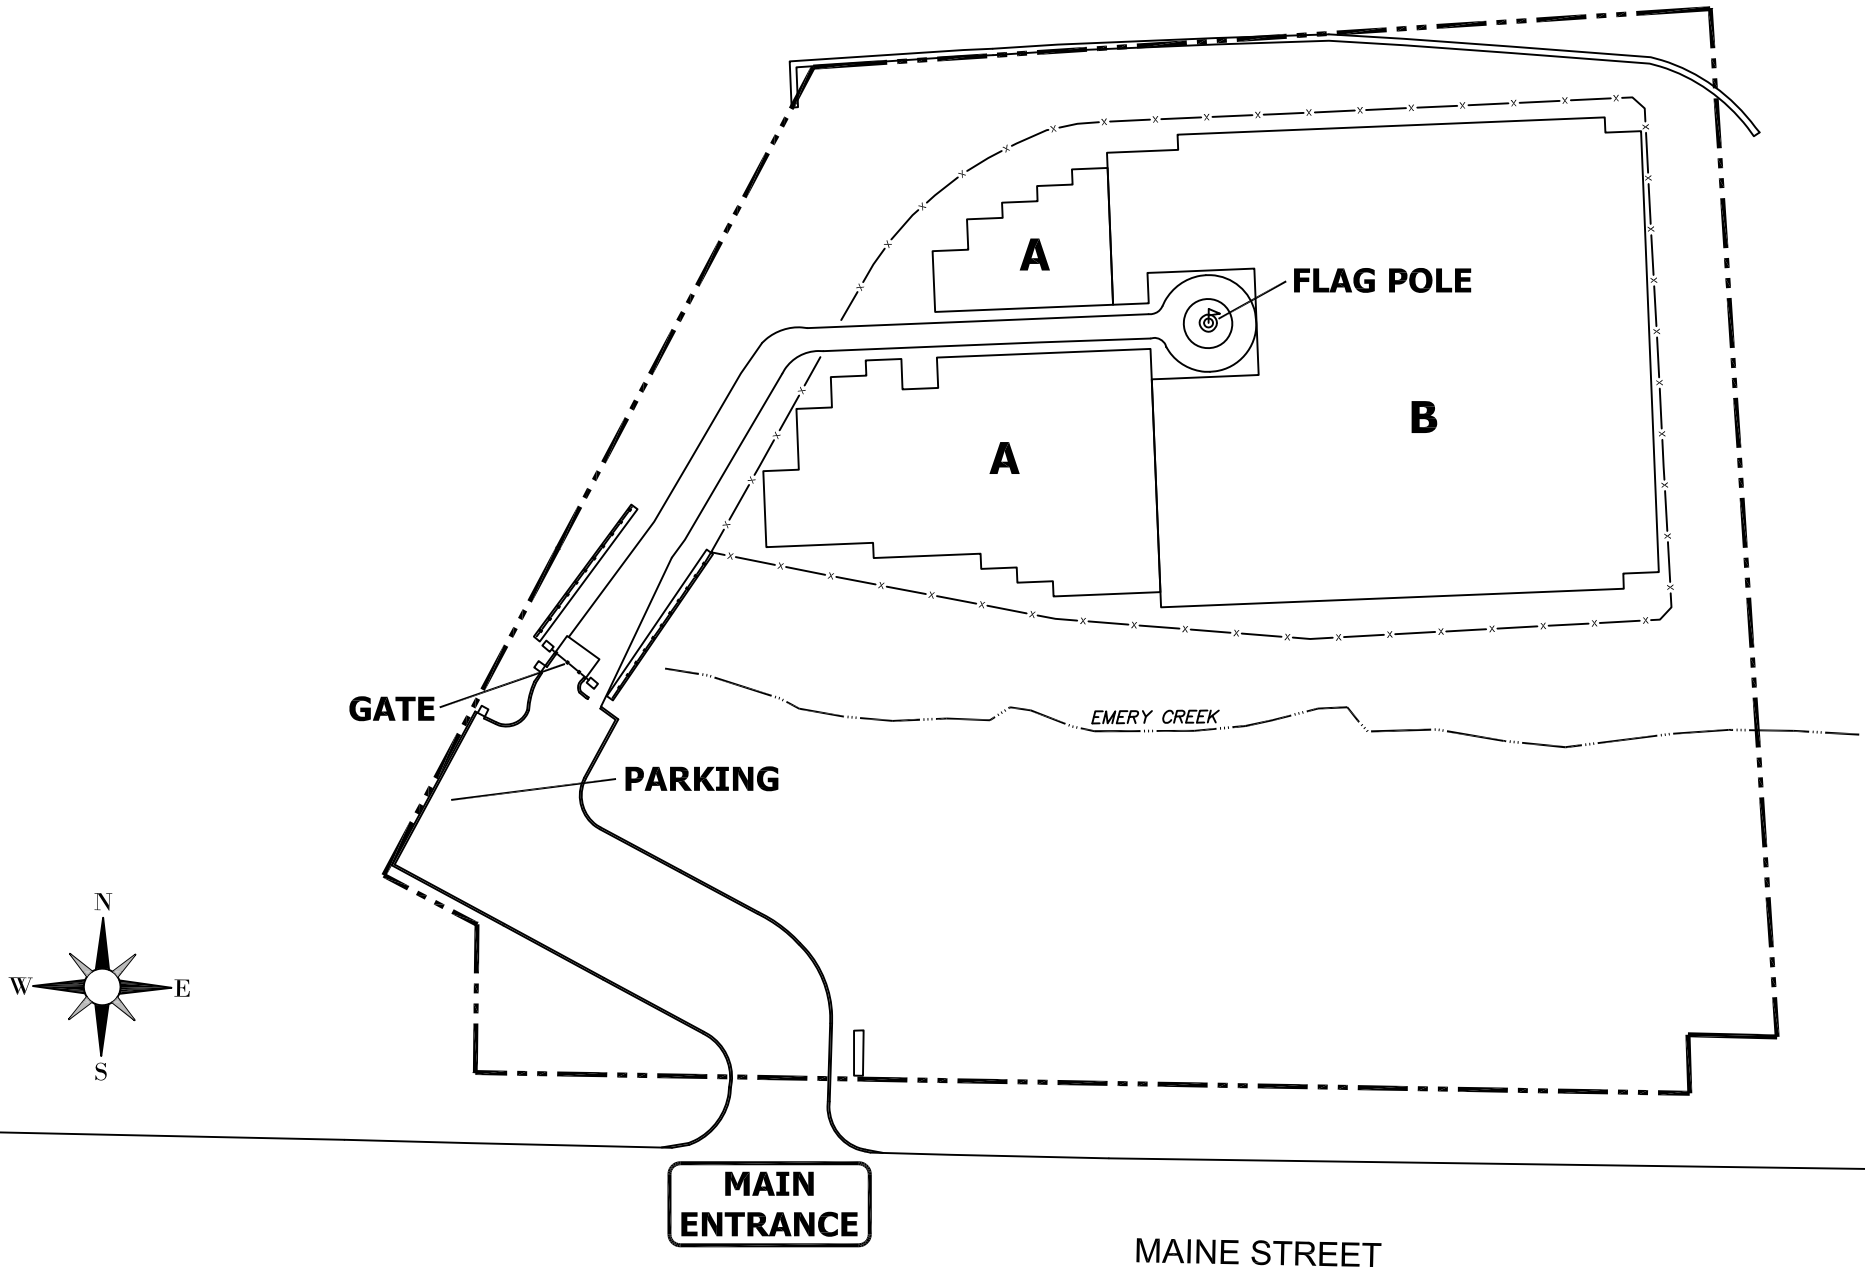 A
FLAG POLE
B
A
GATE
EMERY CREEK
PARKING
N
W
E
S
MAIN
ENTRANCE
MAINE STREET